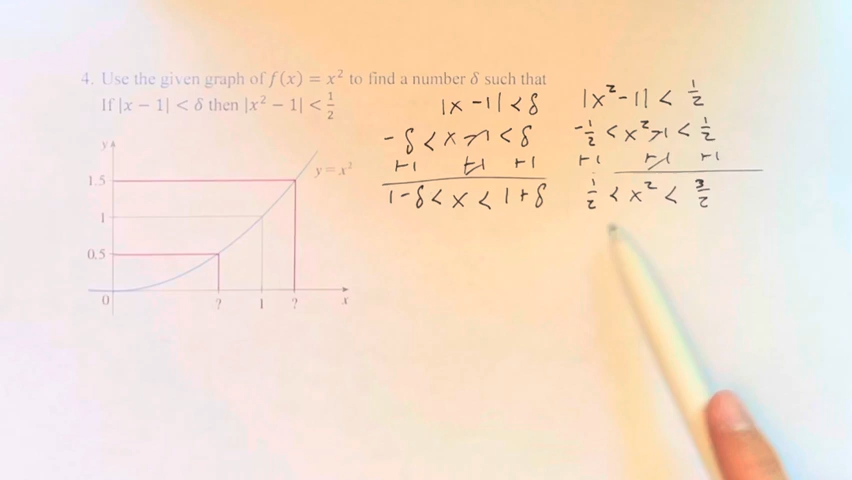 4. Use the given graph of f(x) = x² to find a number δ such that
If |x − 1| < δ then |x² − 1| < 1/2
y
1.5
1
0.5
0
?
1
?
x
y = x²
|x - 1| < δ
-δ < x - 1 < δ
+1 +1 +1
1-δ < x < 1+δ
|x² - 1| < 1/2
-1/2 < x² - 1 < 1/2
+1 +1 +1
1/2 < x² < 3/2